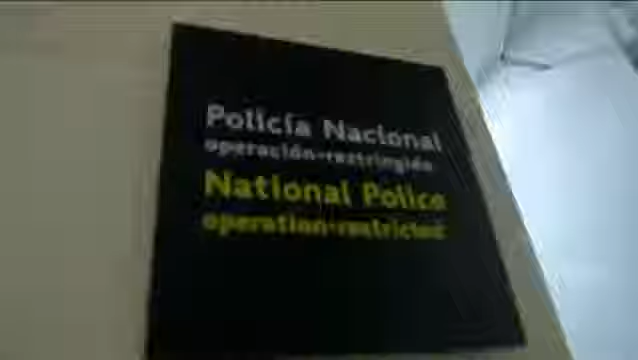 Policía Nacional
operación-restringida
National Police
operation-restricted